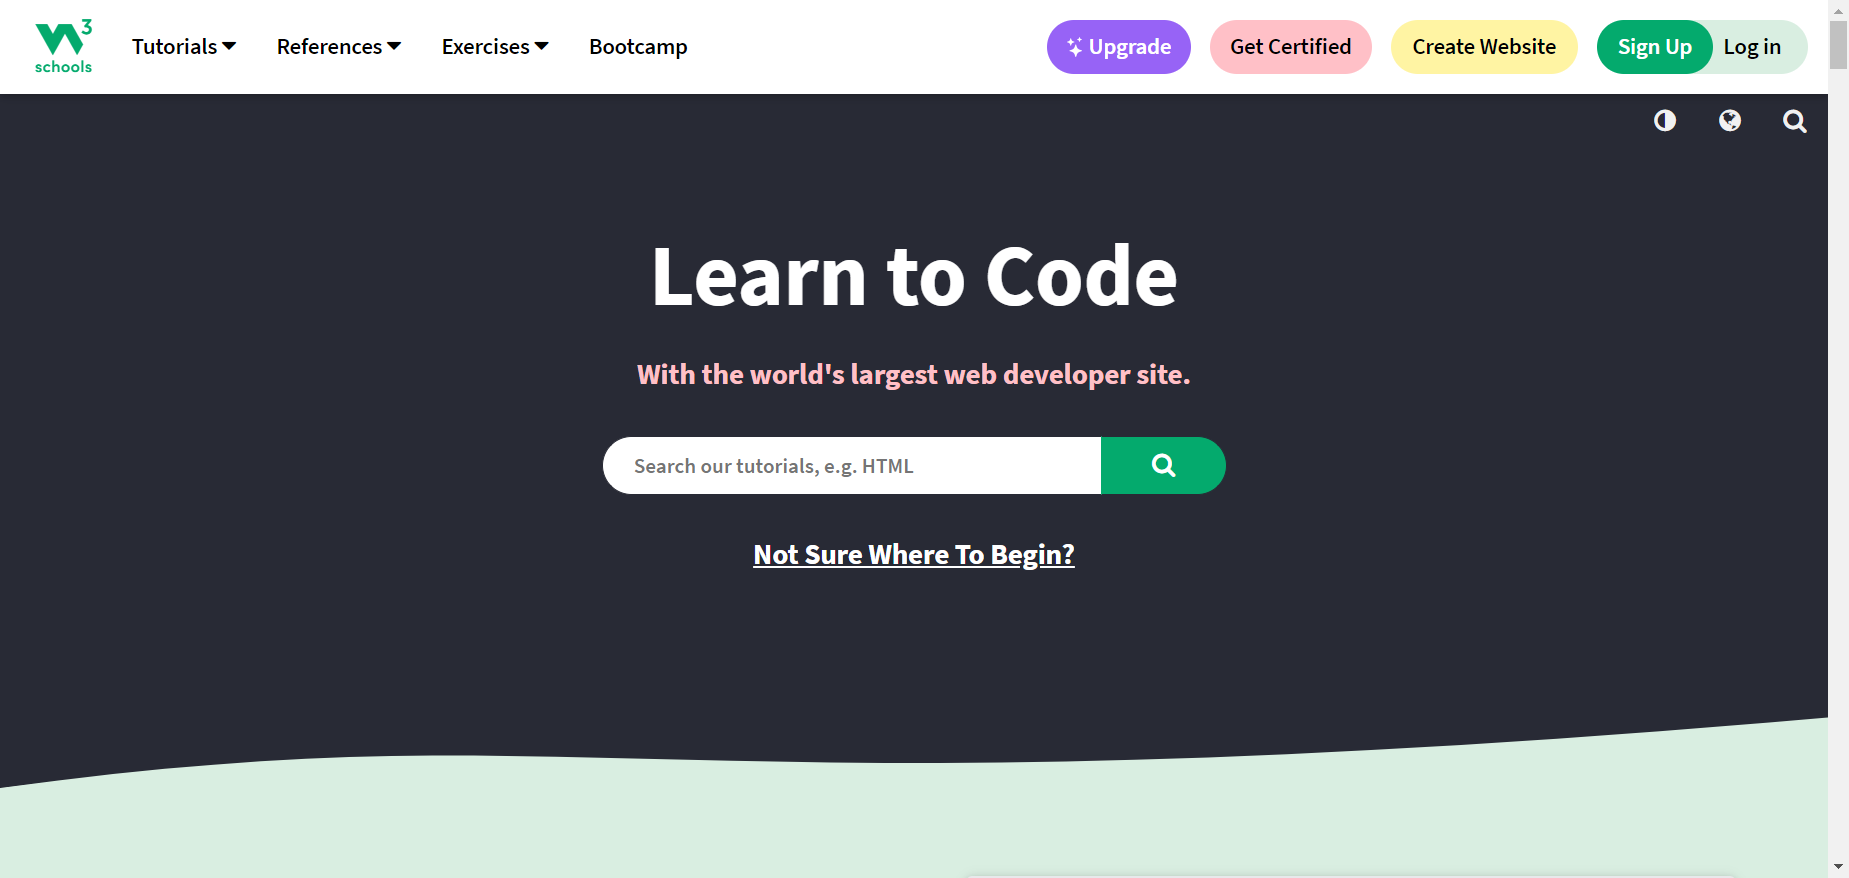 W3 schools
Tutorials References Exercises Bootcamp Upgrade Get Certified Create Website Sign Up Log in
Learn to Code
With the world's largest web developer site.
Search our tutorials, e.g. HTML
Not Sure Where To Begin?